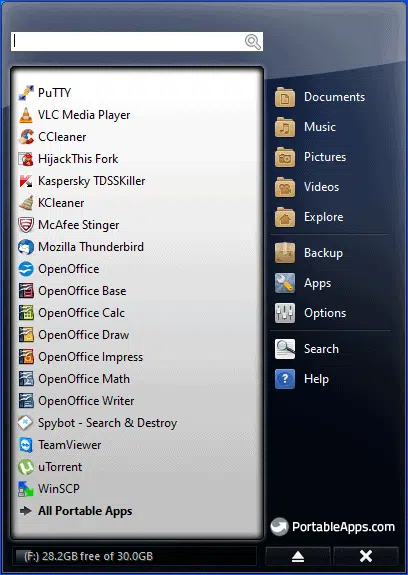 PuTTY
VLC Media Player
CCleaner
HijackThis Fork
Kaspersky TDSSKiller
KCleaner
McAfee Stinger
Mozilla Thunderbird
OpenOffice
OpenOffice Base
OpenOffice Calc
OpenOffice Draw
OpenOffice Impress
OpenOffice Math
OpenOffice Writer
Spybot - Search & Destroy
TeamViewer
uTorrent
WinSCP
All Portable Apps
(F:) 28.2GB free of 30.0GB
Documents
Music
Pictures
Videos
Explore
Backup
Apps
Options
Search
Help
PortableApps.com